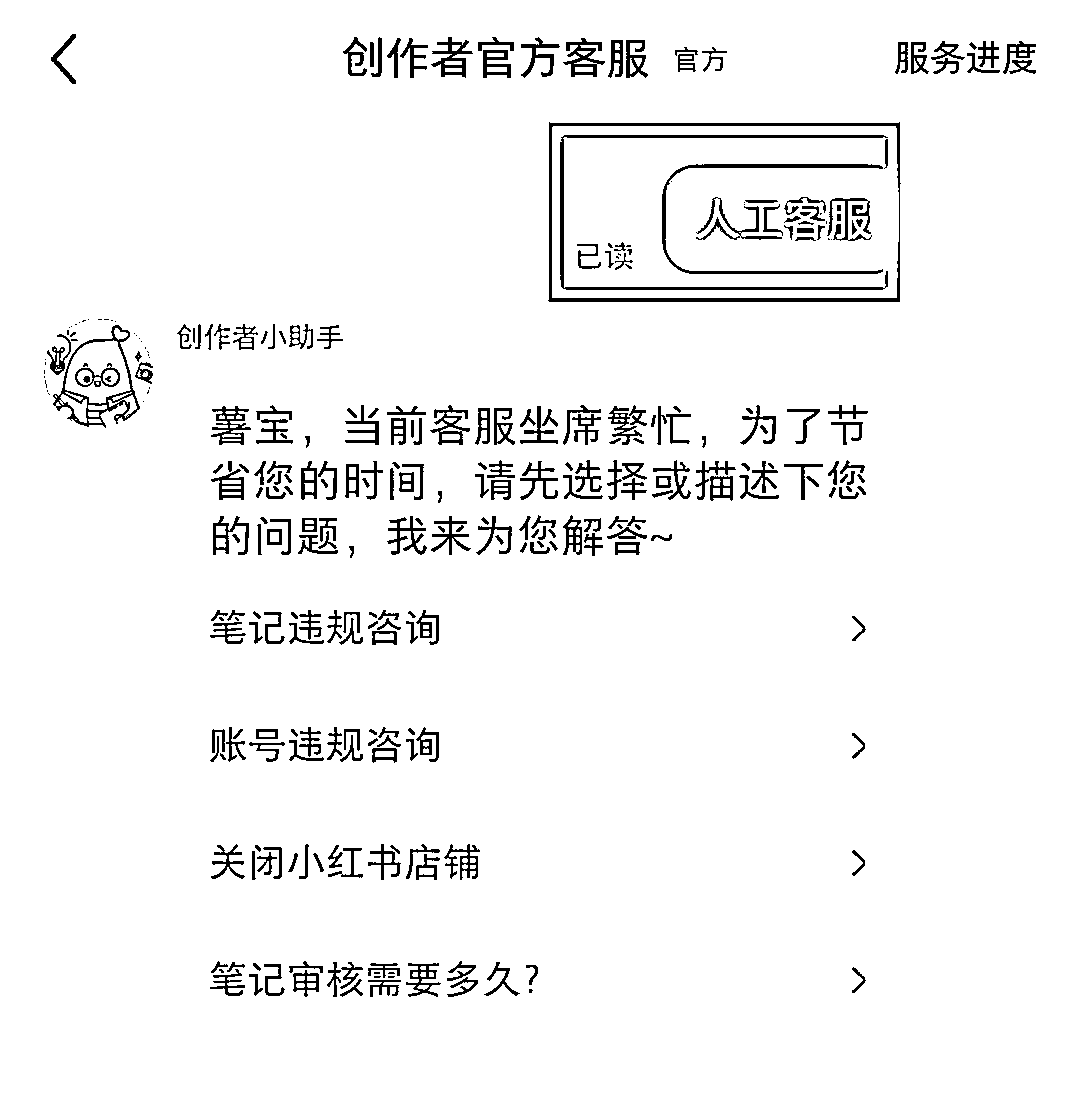 创作者官方客服 官方 服务进度
人工客服
已读
创作者小助手
薯宝，当前客服坐席繁忙，为了节
省您的时间，请先选择或描述下您
的问题，我来为您解答~
笔记违规咨询
账号违规咨询
关闭小红书店铺
笔记审核需要多久?